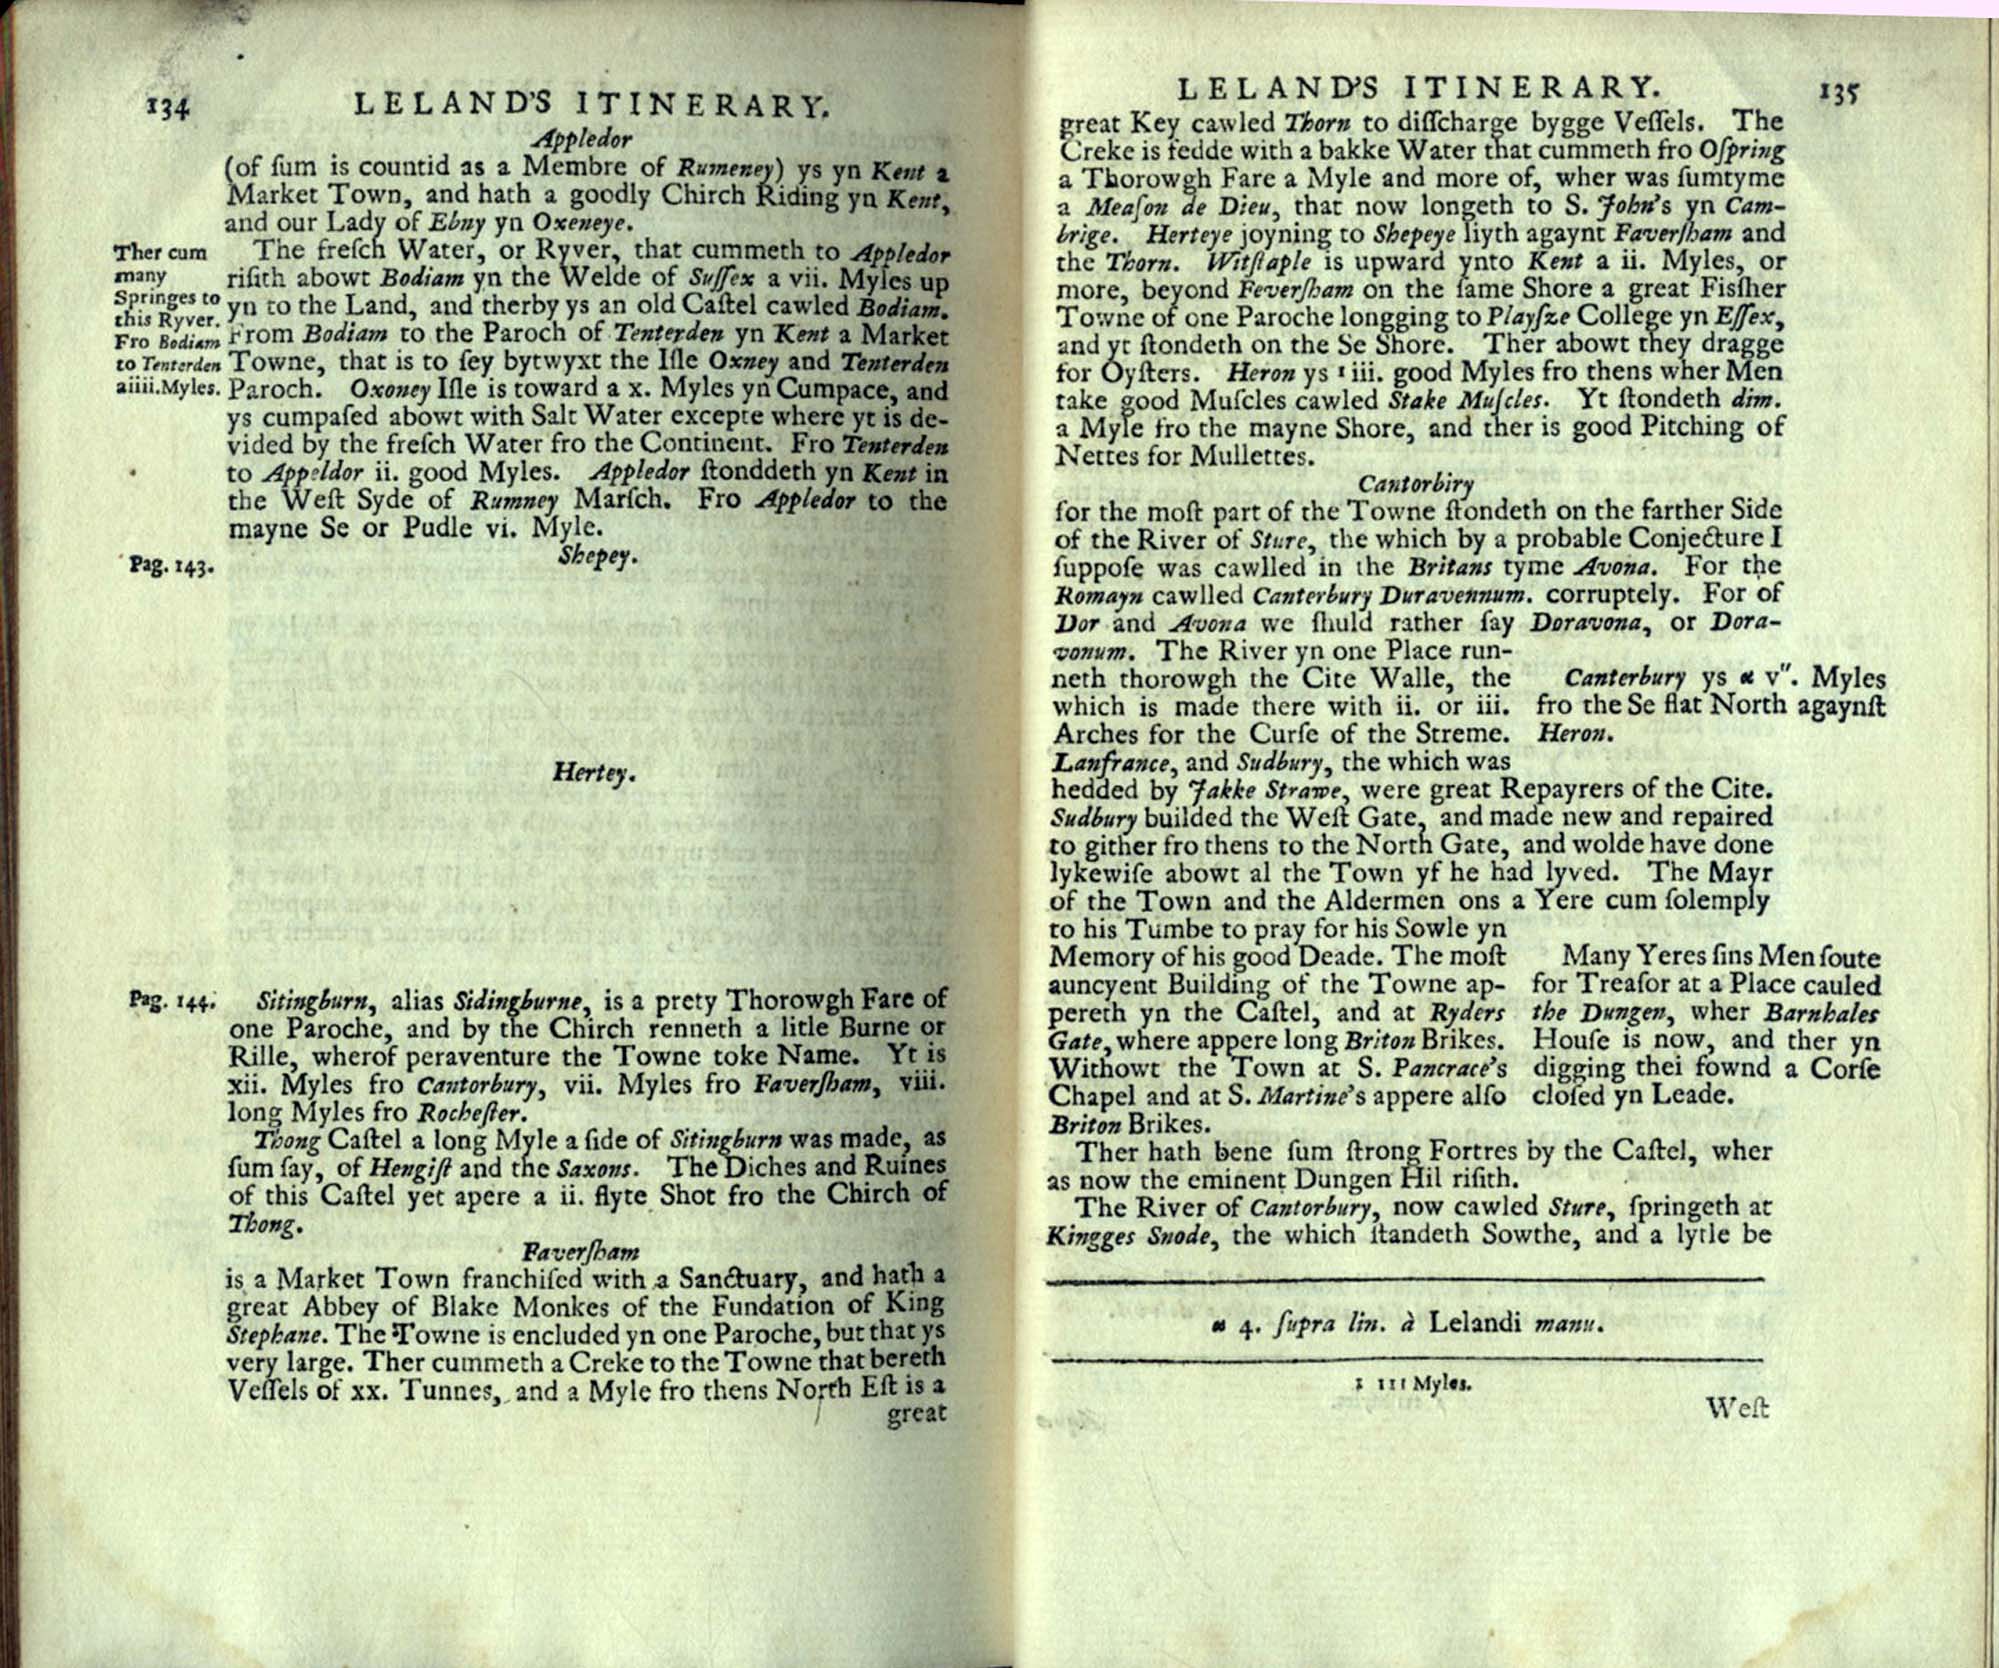 134 LELAND'S ITINERARY.
Appledor
(of ſum is countid as a Membre of Rumeney) ys yn Kent a
Market Town, and hath a goodly Chirch Riding yn Kent,
and our Lady of Ebny yn Oxeneye.
Ther cum
many
Springes to
this Ryver.
Fro Bodiam
to Tenterden
a iiii. Myles.
The freſch Water, or Ryver, that cummeth to Appledor
riſith abowt Bodiam yn the Welde of Suſſex a vii. Myles up
yn to the Land, and therby ys an old Caſtel cawled Bodiam.
From Bodiam to the Paroch of Tenterden yn Kent a Market
Towne, that is to ſey bytwyxt the Iſle Oxney and Tenterden
Paroch. Oxoney Iſle is toward a x. Myles yn Cumpace, and
ys cumpaſed abowt with Salt Water excepte where yt is de-
vided by the freſch Water fro the Continent. Fro Tenterden
to Appeldor ii. good Myles. Appledor ſtonddeth yn Kent in
the Weſt Syde of Rumney Marſch. Fro Appledor to the
mayne Se or Pudle vi. Myle.
Pag. 143.
Shepey.
Hertey.
Pag. 144.
Sitingburn, alias Sidingburne, is a prety Thorowgh Fare of
one Paroche, and by the Chirch renneth a litle Burne or
Rille, wherof peraventure the Towne toke Name. Yt is
xii. Myles fro Cantorbury, vii. Myles fro Faverſham, viii.
long Myles fro Rocheſter.
Thong Caſtel a long Myle a ſide of Sitingburn was made, as
ſum ſay, of Hengiſt and the Saxons. The Diches and Ruines
of this Caſtel yet apere a ii. flyte Shot fro the Chirch of
Thong.
Faverſham
is a Market Town franchiſed with a Sanctuary, and hath a
great Abbey of Blake Monkes of the Fundation of King
Stephane. The Towne is encluded yn one Paroche, but that ys
very large. Ther cummeth a Creke to the Towne that bereth
Veſſels of xx. Tunnes, and a Myle fro thens North Eſt is a
great
LELAND'S ITINERARY. 135
great Key cawled Thorn to diſſcharge bygge Veſſels. The
Creke is fedde with a bakke Water that cummeth fro Oſpring
a Thorowgh Fare a Myle and more of, wher was ſumtyme
a Meaſon de Dieu, that now longeth to S. John's yn Cam-
brige. Herteye joyning to Shepeye liyth agaynt Faverſham and
the Thorn. Witſtaple is upward ynto Kent a ii. Myles, or
more, beyond Feverſham on the ſame Shore a great Fisſher
Towne of one Paroche longging to Playſze College yn Eſſex,
and yt ſtondeth on the Se Shore. Ther abowt they dragge
for Oyſters. Heron ys ¹ iii. good Myles fro thens wher Men
take good Muſcles cawled Stake Muſcles. Yt ſtondeth dim.
a Myle fro the mayne Shore, and ther is good Pitching of
Nettes for Mullettes.
Cantorbiry
for the moſt part of the Towne ſtondeth on the farther Side
of the River of Sture, the which by a probable Conjecture I
ſuppoſe was cawlled in the Britans tyme Avona. For the
Romayn cawlled Canterbury Duravennum. corruptely. For of
Dor and Avona we ſhuld rather ſay Doravona, or Dora-
vonum. The River yn one Place run-
neth thorowgh the Cite Walle, the
which is made there with ii. or iii.
Arches for the Curſe of the Streme.
Lanfrance, and Sudbury, the which was
Canterbury ys " v". Myles
fro the Se flat North agaynſt
Heron.
hedded by Jakke Strawe, were great Repayrers of the Cite.
Sudbury builded the Weſt Gate, and made new and repaired
to gither fro thens to the North Gate, and wolde have done
lykewiſe abowt al the Town yf he had lyved. The Mayr
of the Town and the Aldermen ons a Yere cum ſolemply
to his Tumbe to pray for his Sowle yn
Memory of his good Deade. The moſt
auncyent Building of the Towne ap-
pereth yn the Caſtel, and at Ryders
Gate, where appere long Briton Brikes.
Withowt the Town at S. Pancrace's
Chapel and at S. Martine's appere alſo
Briton Brikes.
Many Yeres ſins Men ſoute
for Treaſor at a Place cauled
the Dungen, wher Barnhales
Houſe is now, and ther yn
digging thei fownd a Corſe
cloſed yn Leade.
Ther hath bene ſum ſtrong Fortres by the Caſtel, wher
as now the eminent Dungen Hil riſith.
The River of Cantorbury, now cawled Sture, ſpringeth at
Kingges Snode, the which ſtandeth Sowthe, and a lytle be
" 4. ſupra lin. à Lelandi manu.
1 III Myles.
Weſt